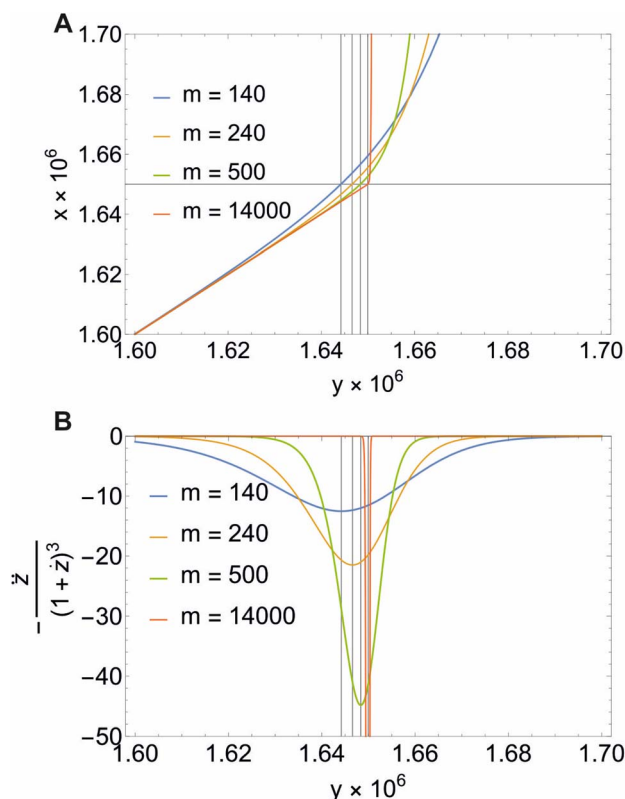 A
1.70
1.68
1.66
1.64
1.62
1.60
x × 10⁶
m = 140
m = 240
m = 500
m = 14000
1.60 1.62 1.64 1.66 1.68 1.70
y × 10⁶
B
0
−10
−20
−30
−40
−50
− z̈ / (1 + ż)³
m = 140
m = 240
m = 500
m = 14000
1.60 1.62 1.64 1.66 1.68 1.70
y × 10⁶